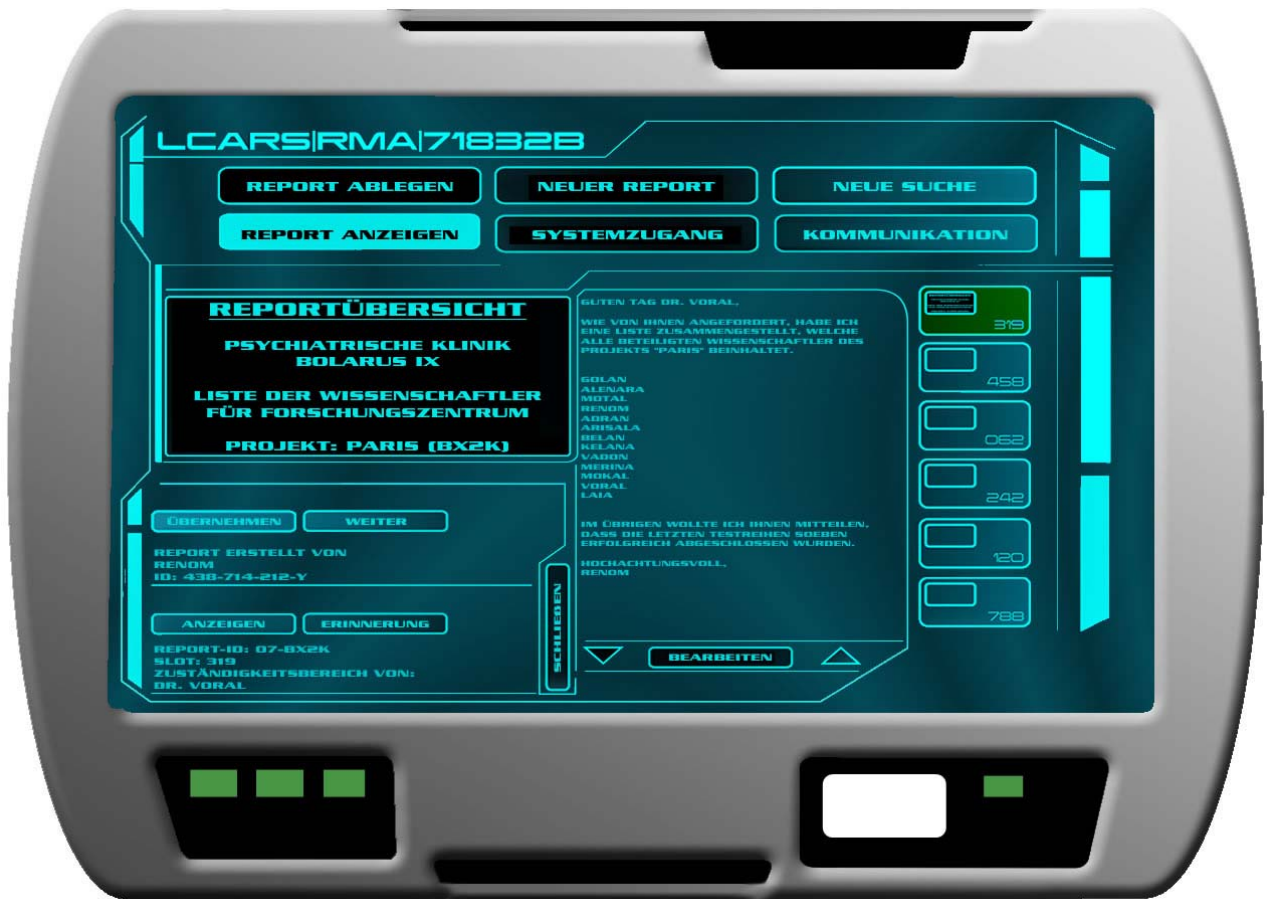 LCARS|RMA|71832B
REPORT ABLEGEN
NEUER REPORT
NEUE SUCHE
REPORT ANZEIGEN
SYSTEMZUGANG
KOMMUNIKATION
REPORTÜBERSICHT
PSYCHIATRISCHE KLINIK
BOLARUS IX
LISTE DER WISSENSCHAFTLER
FÜR FORSCHUNGSZENTRUM
PROJEKT: PARIS (BX2K)
ÜBERNEHMEN
WEITER
REPORT ERSTELLT VON
RENOM
ID: 438-714-212-Y
ANZEIGEN
ERINNERUNG
REPORT-ID: 07-BX2K
SLOT: 319
ZUSTÄNDIGKEITSBEREICH VON:
DR. VORAL
SCHLIEßEN
GUTEN TAG DR. VORAL,
WIE VON IHNEN ANGEFORDERT, HABE ICH
EINE LISTE ZUSAMMENGESTELLT, WELCHE
ALLE BETEILIGTEN WISSENSCHAFTLER DES
PROJEKTS "PARIS" BEINHALTET.
GOLAN
ALENARA
MOTAL
RENOM
ADRAN
ARISALA
BELAN
KELANA
VADON
MERINA
MOKAL
VORAL
LAIA
IM ÜBRIGEN WOLLTE ICH IHNEN MITTEILEN,
DASS DIE LETZTEN TESTREIHEN SOEBEN
ERFOLGREICH ABGESCHLOSSEN WURDEN.
HOCHACHTUNGSVOLL,
RENOM
BEARBEITEN
319
458
062
242
120
788